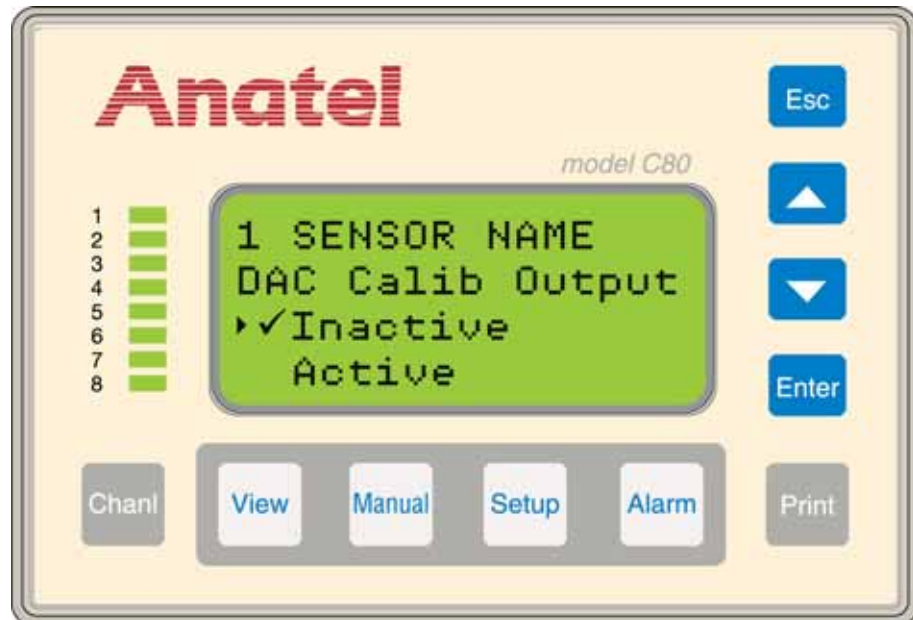 Anatel
Esc
model C80
1
2
3
4
5
6
7
8
1 SENSOR NAME
DAC Calib Output
✓Inactive
Active
Enter
Chanl
View
Manual
Setup
Alarm
Print